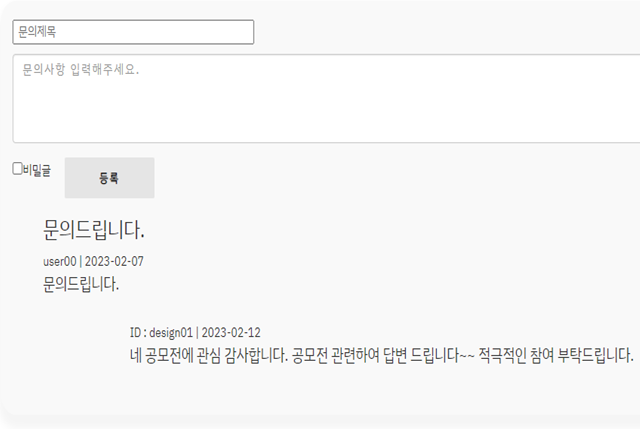 문의제목
문의사항 입력해주세요.
비밀글
등록
문의드립니다.
user00 | 2023-02-07
문의드립니다.
ID : design01 | 2023-02-12
네 공모전에 관심 감사합니다. 공모전 관련하여 답변 드립니다~~ 적극적인 참여 부탁드립니다.